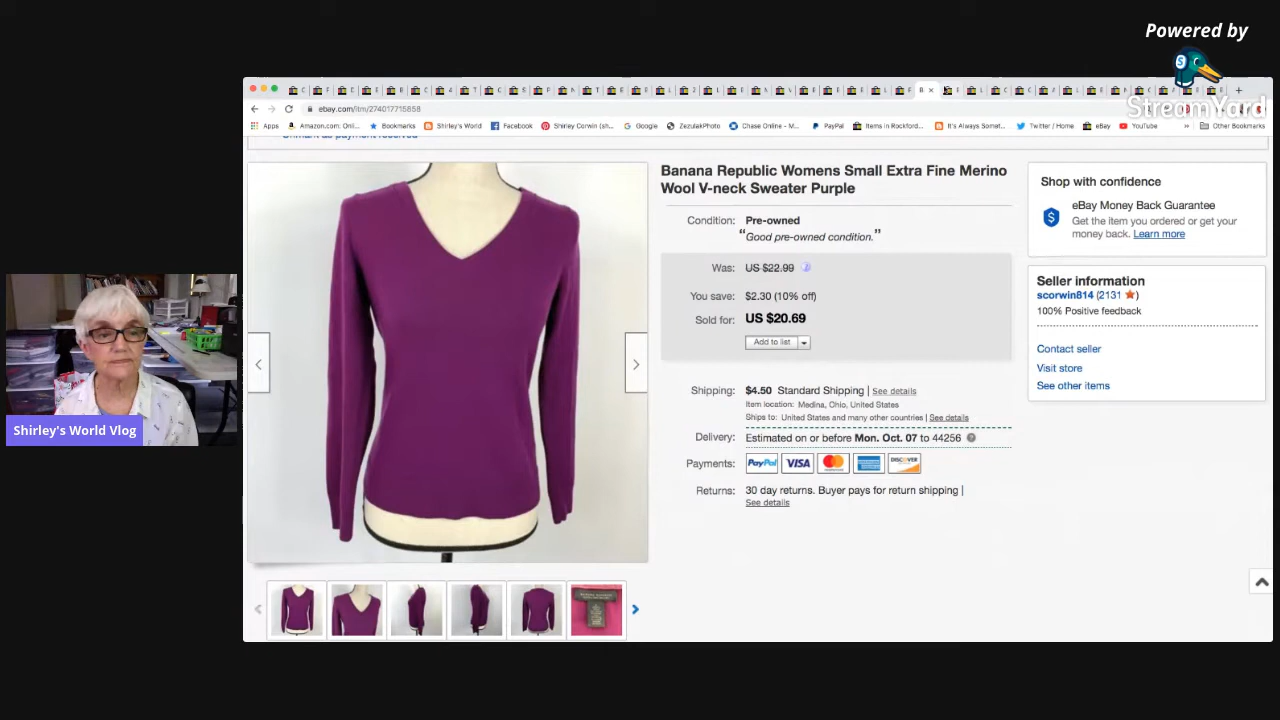 Powered by
StreamYard
ebay.com/itm/274017715858
Apps
Amazon.com: Onli...
Bookmarks
Shirley's World
Facebook
Shirley Corwin (sh...
Google
ZezulakPhoto
Chase Online - M...
PayPal
Items in Rockford...
It's Always Somet...
Twitter / Home
eBay
YouTube
»
Other Bookmarks
Banana Republic Womens Small Extra Fine Merino
Wool V-neck Sweater Purple
Condition: Pre-owned
“Good pre-owned condition.”
Was: US $22.99
You save: $2.30 (10% off)
Sold for: US $20.69
Add to list
Shipping: $4.50 Standard Shipping | See details
Item location: Medina, Ohio, United States
Ships to: United States and many other countries | See details
Delivery: Estimated on or before Mon. Oct. 07 to 44256 ?
Payments: PayPal VISA MasterCard DISCOVER
Returns: 30 day returns. Buyer pays for return shipping |
See details
Shop with confidence
eBay Money Back Guarantee
Get the item you ordered or get your
money back. Learn more
Seller information
scorwin814 (2131 ★)
100% Positive feedback
Contact seller
Visit store
See other items
Shirley's World Vlog